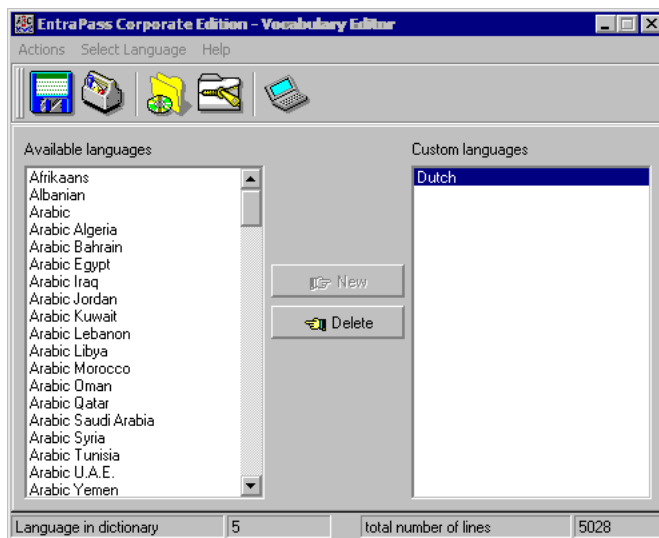 EntraPass Corporate Edition - Vocabulary Editor
Actions Select Language Help
Available languages
Custom languages
Afrikaans
Albanian
Arabic
Arabic Algeria
Arabic Bahrain
Arabic Egypt
Arabic Iraq
Arabic Jordan
Arabic Kuwait
Arabic Lebanon
Arabic Libya
Arabic Morocco
Arabic Oman
Arabic Qatar
Arabic Saudi Arabia
Arabic Syria
Arabic Tunisia
Arabic U.A.E.
Arabic Yemen
New
Delete
Dutch
Language in dictionary 5 total number of lines 5028